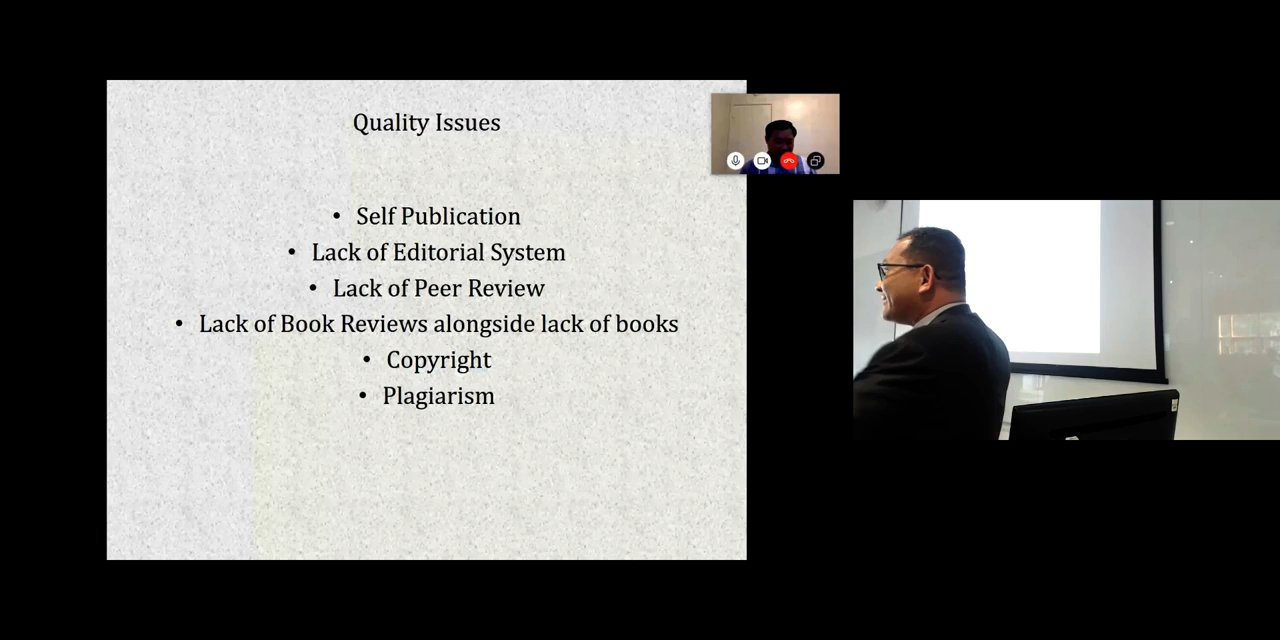 Quality Issues
• Self Publication
• Lack of Editorial System
• Lack of Peer Review
• Lack of Book Reviews alongside lack of books
• Copyright
• Plagiarism